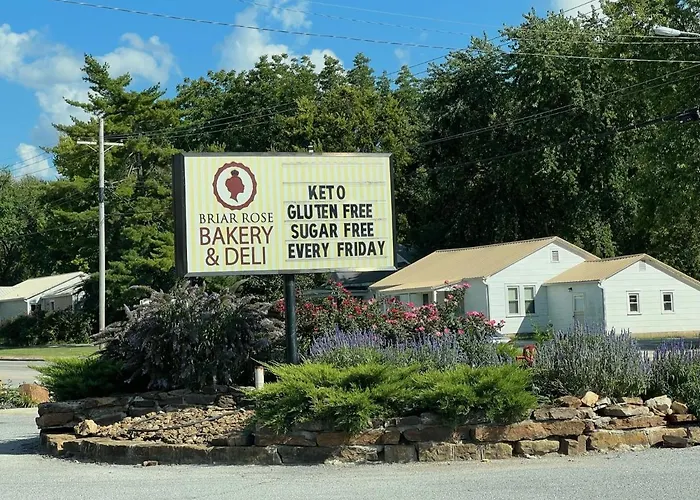 BRIAR ROSE
BAKERY
& DELI
KETO
GLUTEN FREE
SUGAR FREE
EVERY FRIDAY